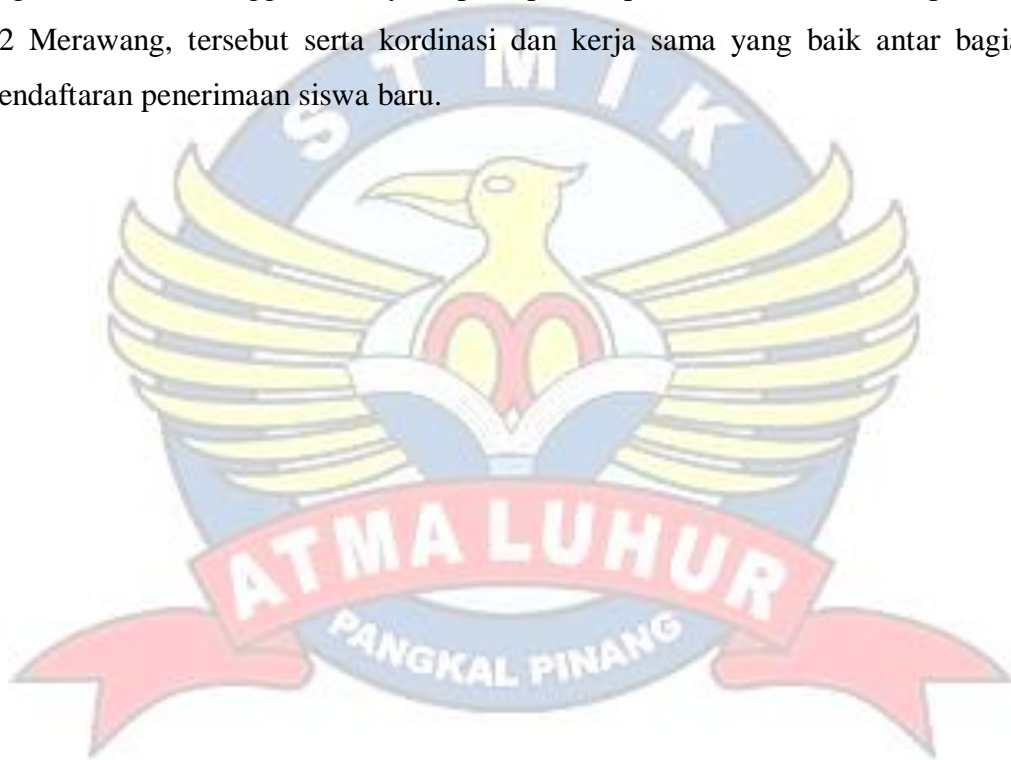 2 Merawang, tersebut serta kordinasi dan kerja sama yang baik antar
endaftaran penerimaan siswa baru.
STMIK
ATMA LUHUR
PANGKAL PINANG